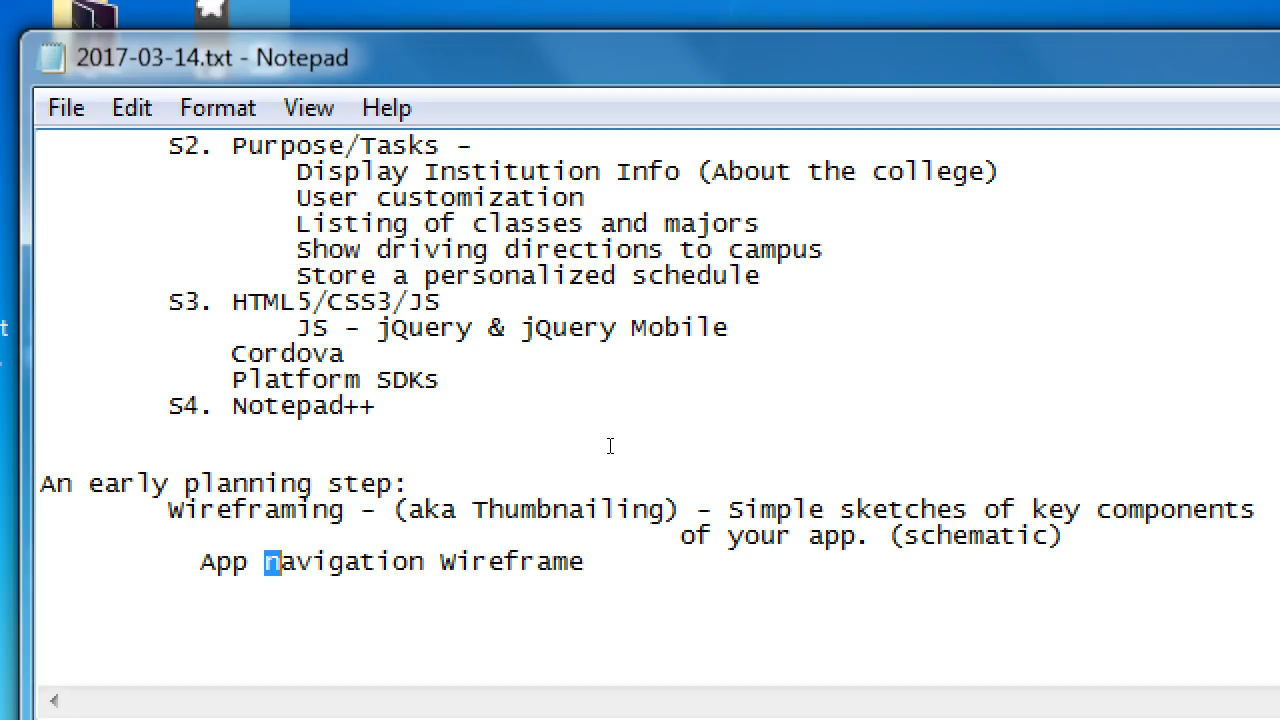 2017-03-14.txt - Notepad
File Edit Format View Help
S2. Purpose/Tasks –
Display Institution Info (About the college)
User customization
Listing of classes and majors
Show driving directions to campus
Store a personalized schedule
S3. HTML5/CSS3/JS
JS – jQuery & jQuery Mobile
Cordova
Platform SDKs
S4. Notepad++
An early planning step:
Wireframing – (aka Thumbnailing) – Simple sketches of key components
of your app. (schematic)
App navigation Wireframe